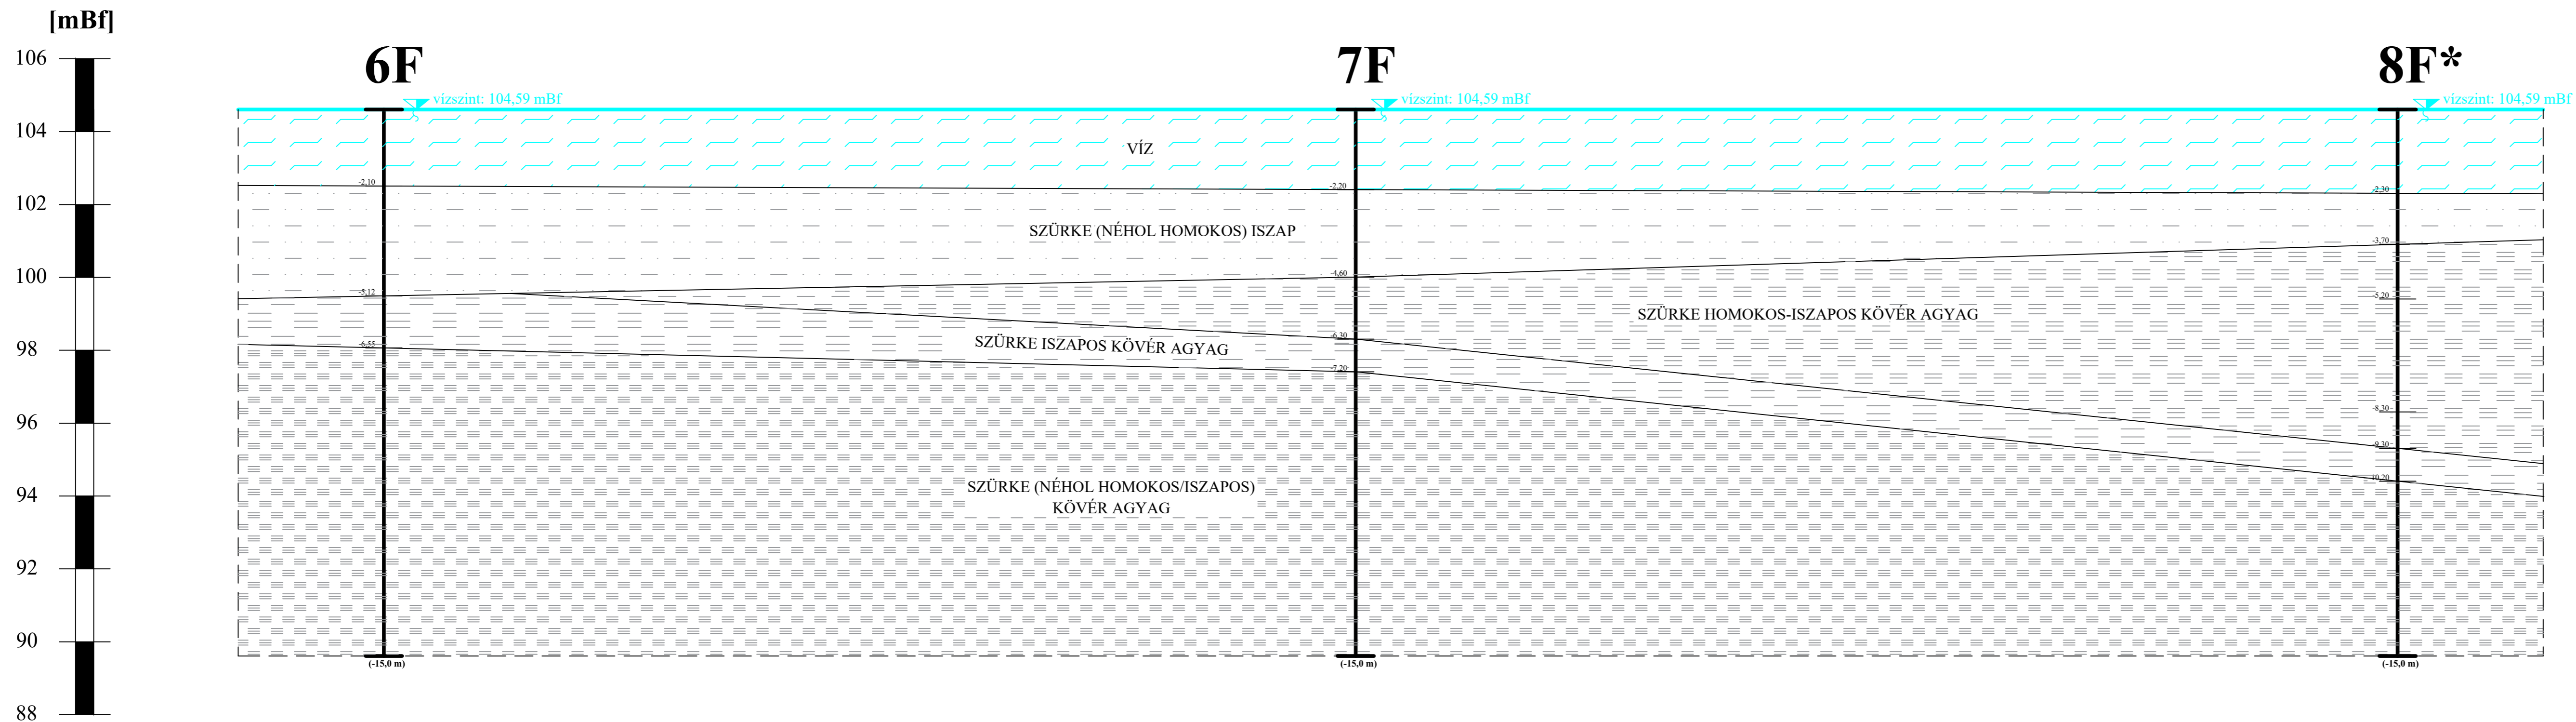 [mBf]
106
104
102
100
98
96
94
92
90
88
6F
7F
8F*
vízszint: 104,59 mBf
vízszint: 104,59 mBf
vízszint: 104,59 mBf
VÍZ
-2,10
-2,20
-2,30
SZÜRKE (NÉHOL HOMOKOS) ISZAP
-3,70
-4,60
-5,12
-5,20
SZÜRKE HOMOKOS-ISZAPOS KÖVÉR AGYAG
-6,30
-6,55
SZÜRKE ISZAPOS KÖVÉR AGYAG
-7,20
-8,30
-9,30
-10,20
SZÜRKE (NÉHOL HOMOKOS/ISZAPOS)
KÖVÉR AGYAG
(-15,0 m)
(-15,0 m)
(-15,0 m)